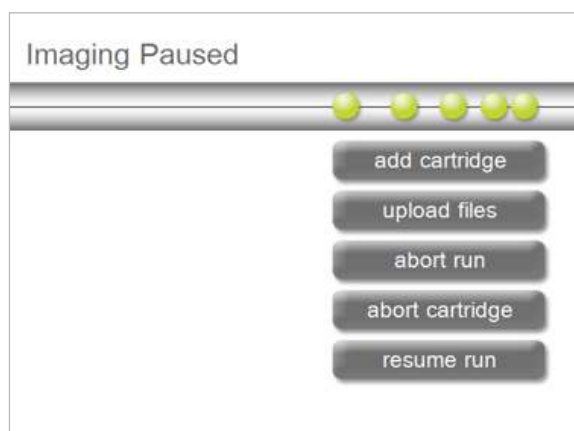 Imaging Paused
add cartridge
upload files
abort run
abort cartridge
resume run